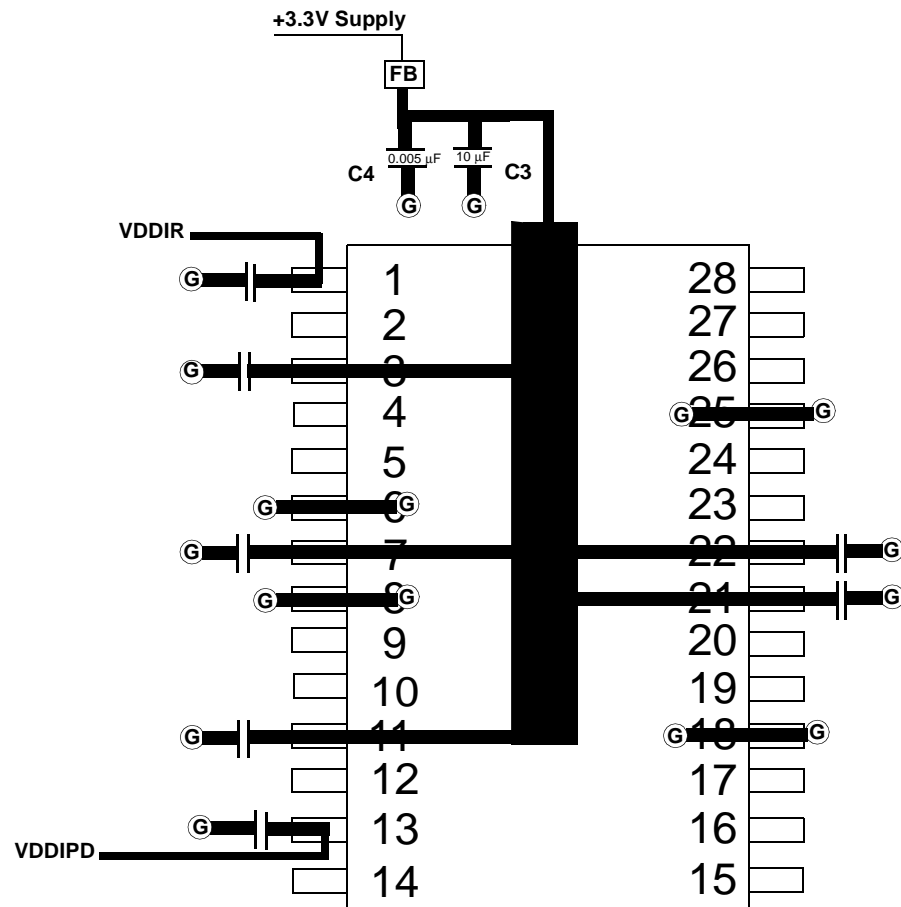 +3.3V Supply
FB
C4
0.005 µF
10 µF
C3
G
G
VDDIR
G
1
28
2
27
G
3
26
4
G
25
G
5
24
G
6
G
23
G
7
22
G
G
8
G
21
G
9
20
10
19
G
11
G
18
G
12
17
G
13
16
VDDIPD
14
15